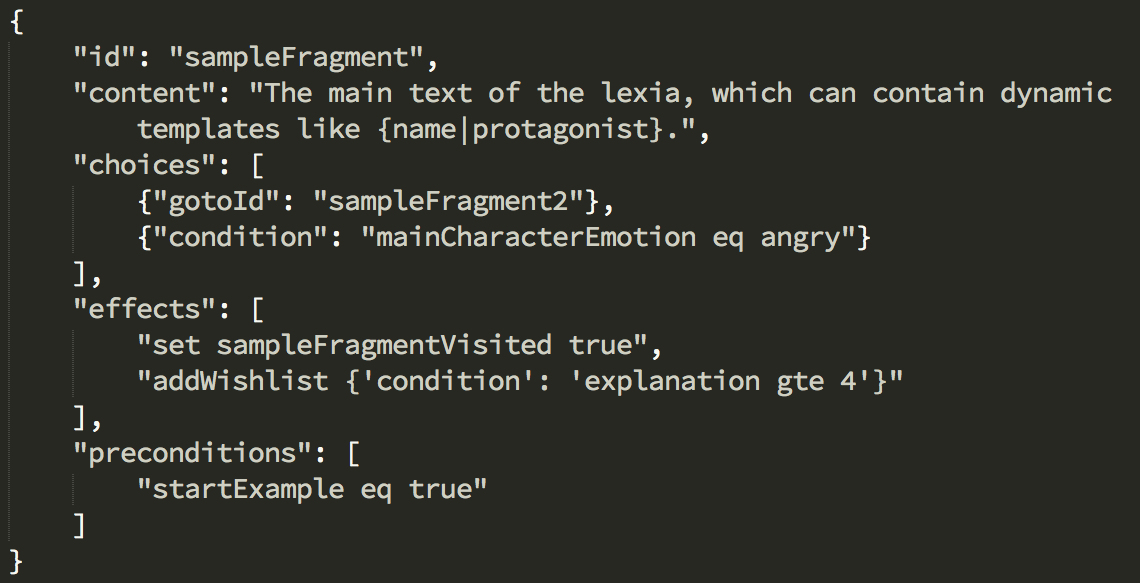 {
    "id": "sampleFragment",
    "content": "The main text of the lexia, which can contain dynamic
        templates like {name|protagonist}.",
    "choices": [
        {"gotoId": "sampleFragment2"},
        {"condition": "mainCharacterEmotion eq angry"}
    ],
    "effects": [
        "set sampleFragmentVisited true",
        "addWishlist {'condition': 'explanation gte 4'}"
    ],
    "preconditions": [
        "startExample eq true"
    ]
}